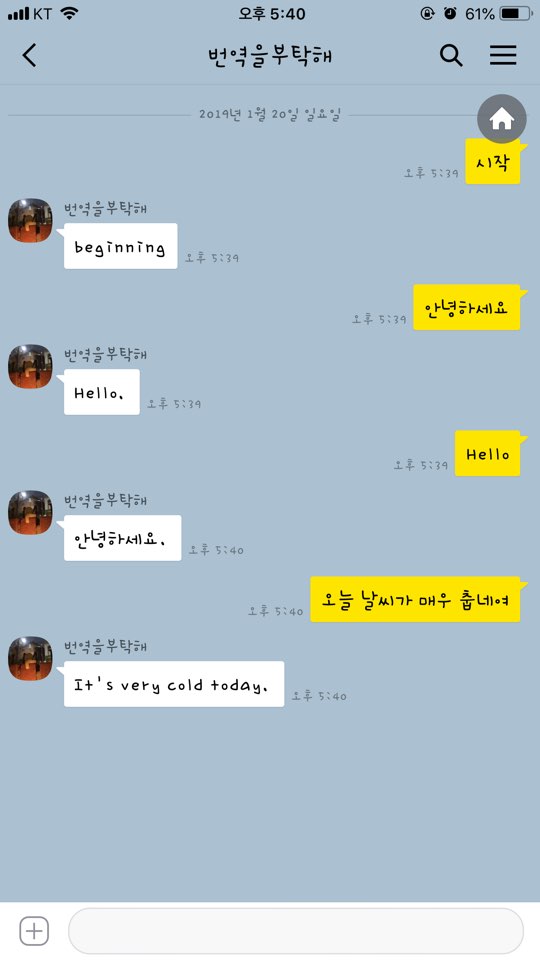 KT 오후 5:40 61%
번역을부탁해
2019년 1월 20일 일요일
시작
오후 5:39
번역을부탁해
beginning
오후 5:39
안녕하세요
오후 5:39
번역을부탁해
Hello.
오후 5:39
Hello
오후 5:39
번역을부탁해
안녕하세요.
오후 5:40
오늘 날씨가 매우 춥네여
오후 5:40
번역을부탁해
It's very cold today.
오후 5:40